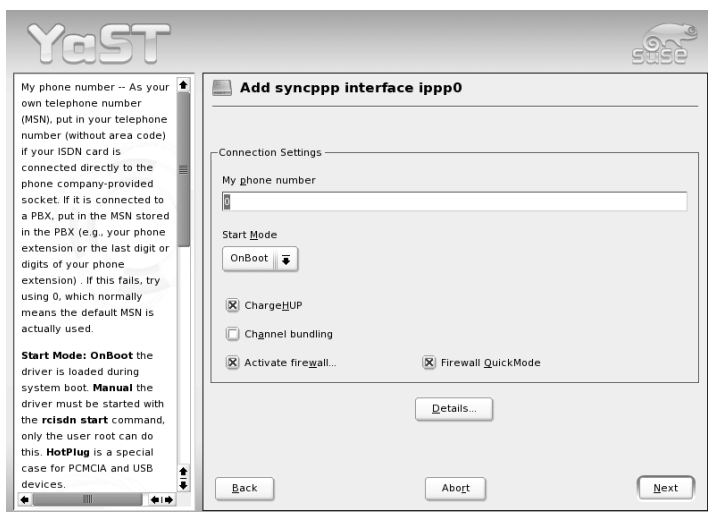 YaST
SUSE
My phone number -- As your
own telephone number
(MSN), put in your telephone
number (without area code)
if your ISDN card is
connected directly to the
phone company-provided
socket. If it is connected to
a PBX, put in the MSN stored
in the PBX (e.g., your phone
extension or the last digit or
digits of your phone
extension) . If this fails, try
using 0, which normally
means the default MSN is
actually used.
Start Mode: OnBoot the
driver is loaded during
system boot. Manual the
driver must be started with
the rcisdn start command,
only the user root can do
this. HotPlug is a special
case for PCMCIA and USB
devices.
Add syncppp interface ippp0
Connection Settings
My phone number
0
Start Mode
OnBoot
ChargeHUP
Channel bundling
Activate firewall...
Firewall QuickMode
Details...
Back
Abort
Next